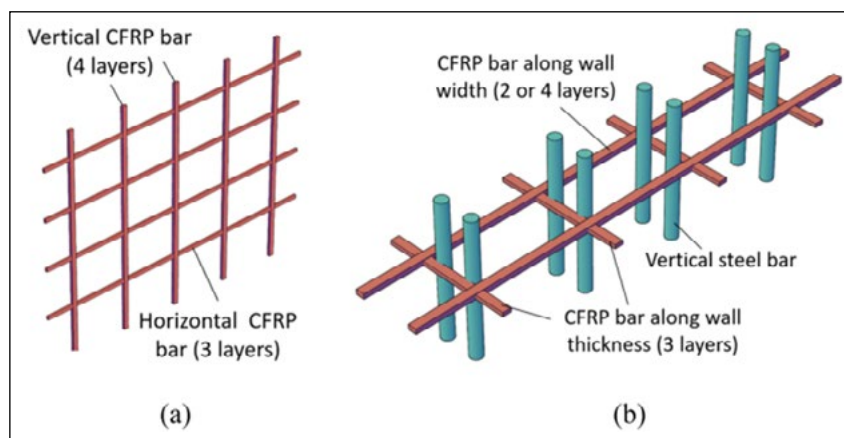 Vertical CFRP bar
(4 layers)
Horizontal CFRP
bar (3 layers)
(a)
CFRP bar along wall
width (2 or 4 layers)
Vertical steel bar
CFRP bar along wall
thickness (3 layers)
(b)